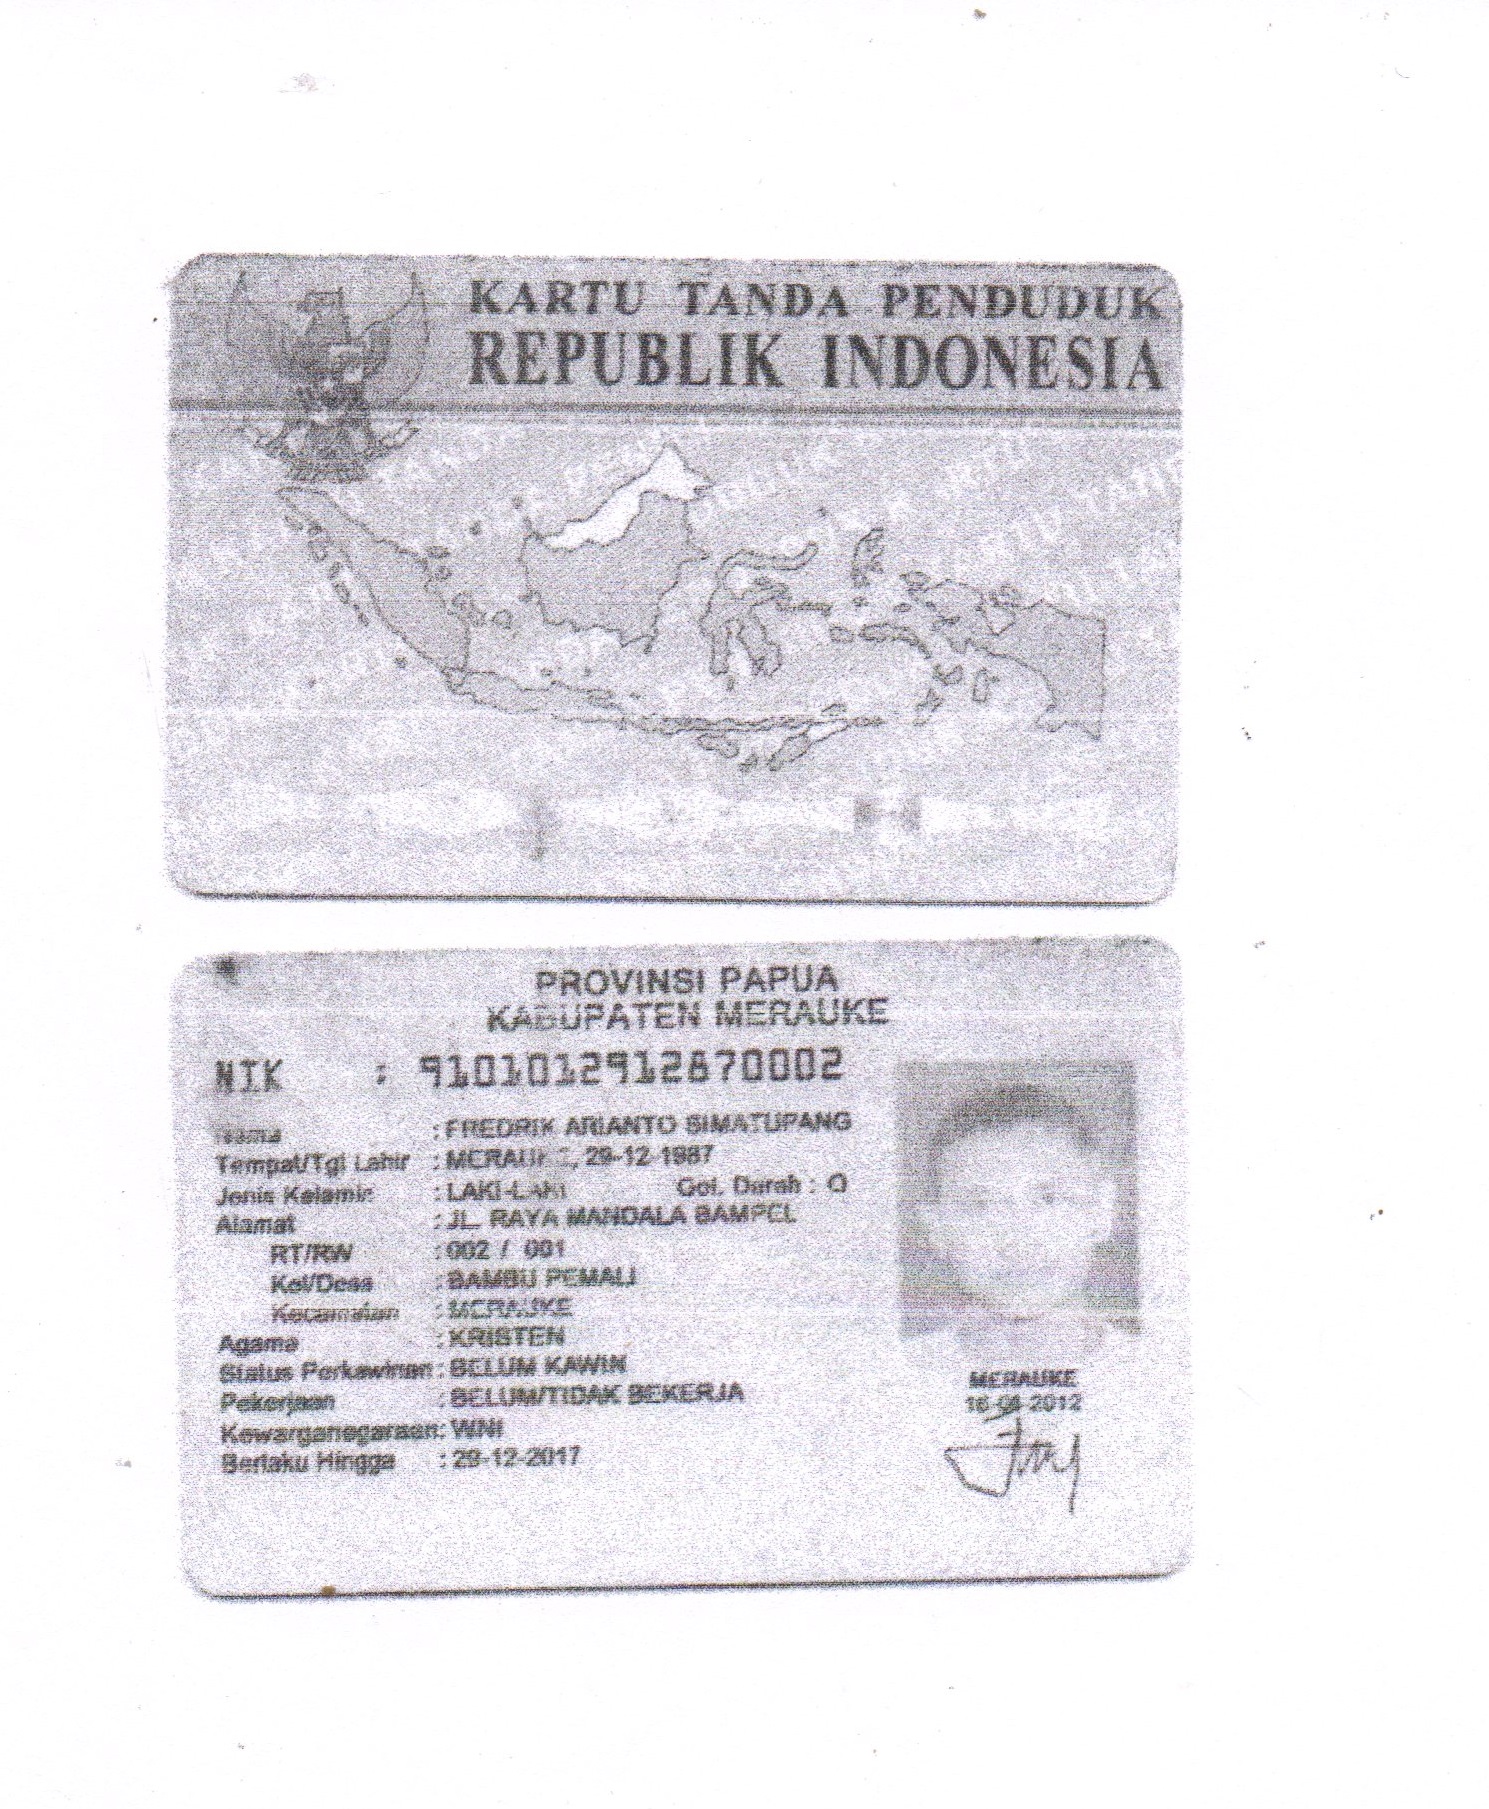 KARTU TANDA PENDUDUK
REPUBLIK INDONESIA
PROVINSI PAPUA
KABUPATEN MERAUKE
NIK : 9101012912870002
Nama : FREDRIK ARIANTO SIMATUPANG
Tempat/Tgl Lahir : MERAUKE, 29-12-1987
Jenis Kelamin : LAKI-LAKI Gol. Darah : O
Alamat : JL. RAYA MANDALA BAMPEL
RT/RW : 002 / 001
Kel/Desa : BAMBU PEMALI
Kecamatan : MERAUKE
Agama : KRISTEN
Status Perkawinan : BELUM KAWIN
Pekerjaan : BELUM/TIDAK BEKERJA
Kewarganegaraan : WNI
Berlaku Hingga : 29-12-2017
MERAUKE